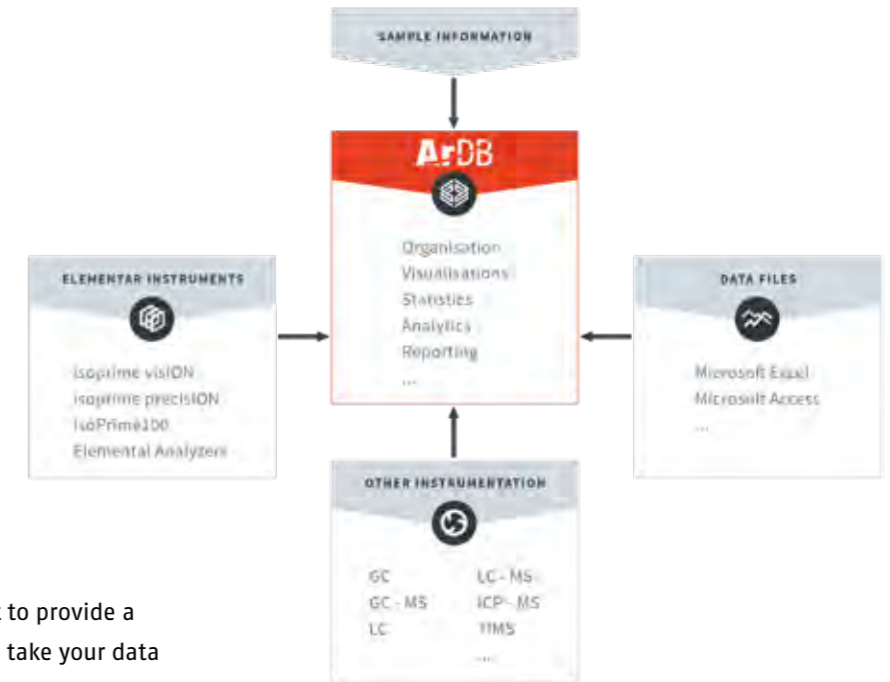 SAMPLE INFORMATION
ArDB
Organisation
Visualisations
Statistics
Analytics
Reporting
...
ELEMENTAR INSTRUMENTS
isoprime visION
isoprime precisION
IsoPrime100
Elemental Analyzers
DATA FILES
Microsoft Excel
Microsoft Access
...
OTHER INSTRUMENTATION
GC LC - MS
GC - MS ICP - MS
LC TIMS
...
to provide a
take your data